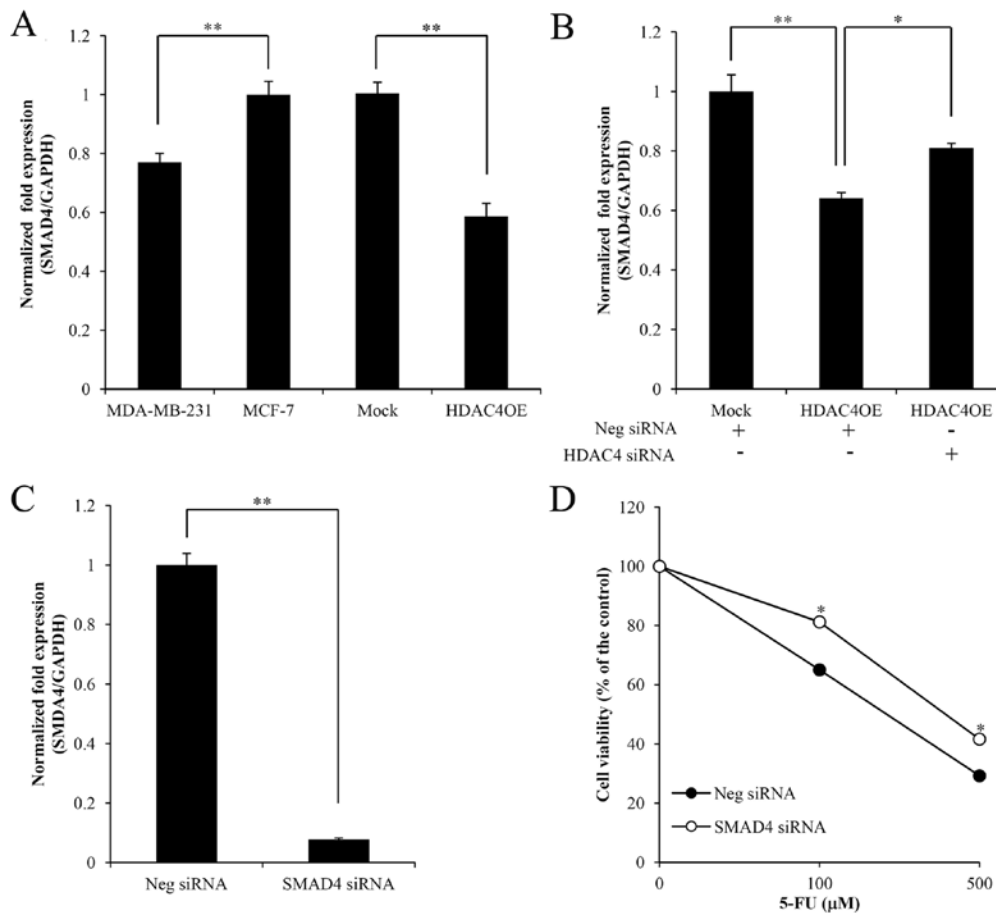 A
Normalized fold expression
(SMAD4/GAPDH)
1.2
1
0.8
0.6
0.4
0.2
0
**
**
MDA-MB-231 MCF-7 Mock HDAC4OE
B
Normalized fold expression
(SMAD4/GAPDH)
1.2
1
0.8
0.6
0.4
0.2
0
**
*
Mock HDAC4OE HDAC4OE
Neg siRNA + + -
HDAC4 siRNA - - +
C
Normalized fold expression
(SMDA4/GAPDH)
1.2
1
0.8
0.6
0.4
0.2
0
**
Neg siRNA SMAD4 siRNA
D
Cell viability (% of the control)
120
100
80
60
40
20
0
*
*
Neg siRNA
SMAD4 siRNA
0 100 500
5-FU (μM)